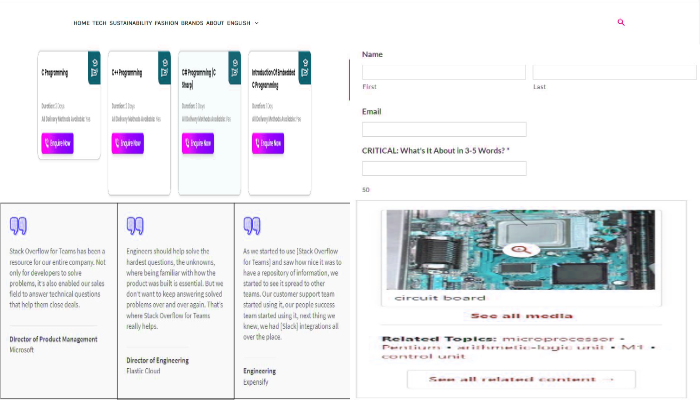 HOME TECH SUSTAINABILITY FASHION BRANDS ABOUT ENGLISH
C Programming
Duration: 2 Days
All Delivery Methods Available: Yes
Enquire Now
C++ Programming
Duration: 3 Days
All Delivery Methods Available: Yes
Enquire Now
C# Programming (C
Sharp)
Duration: 3 Days
All Delivery Methods Available: Yes
Enquire Now
Introduction Of Embedded
C Programming
Duration: 1 Day
All Delivery Methods Available: Yes
Enquire Now
Name
First
Last
Email
CRITICAL: What's It About in 3-5 Words? *
50
Stack Overflow for Teams has been a
resource for our entire company. Not
only for developers to solve
problems, it's also enabled our sales
field to answer technical questions
that help them close deals.
Director of Product Management
Microsoft
Engineers should help solve the
hardest questions, the unknowns,
where being familiar with how the
product was built is essential. But we
don't want to keep answering solved
problems over and over again. That's
where Stack Overflow for Teams
really helps.
Director of Engineering
Elastic Cloud
As we started to use [Stack Overflow
for Teams] and saw how nice it was to
have a repository of information, we
started to see it spread to other
teams. Our customer support team
started using it, our people success
team started using it, next thing we
knew, we had [Slack] integrations all
over the place.
Engineering
Expensify
circuit board
See all media
Related Topics: microprocessor •
Pentium • arithmetic-logic unit • M1 •
control unit
See all related content →